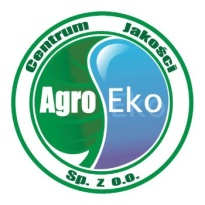 Centrum Jakości
Agro Eko
Sp. z o.o.